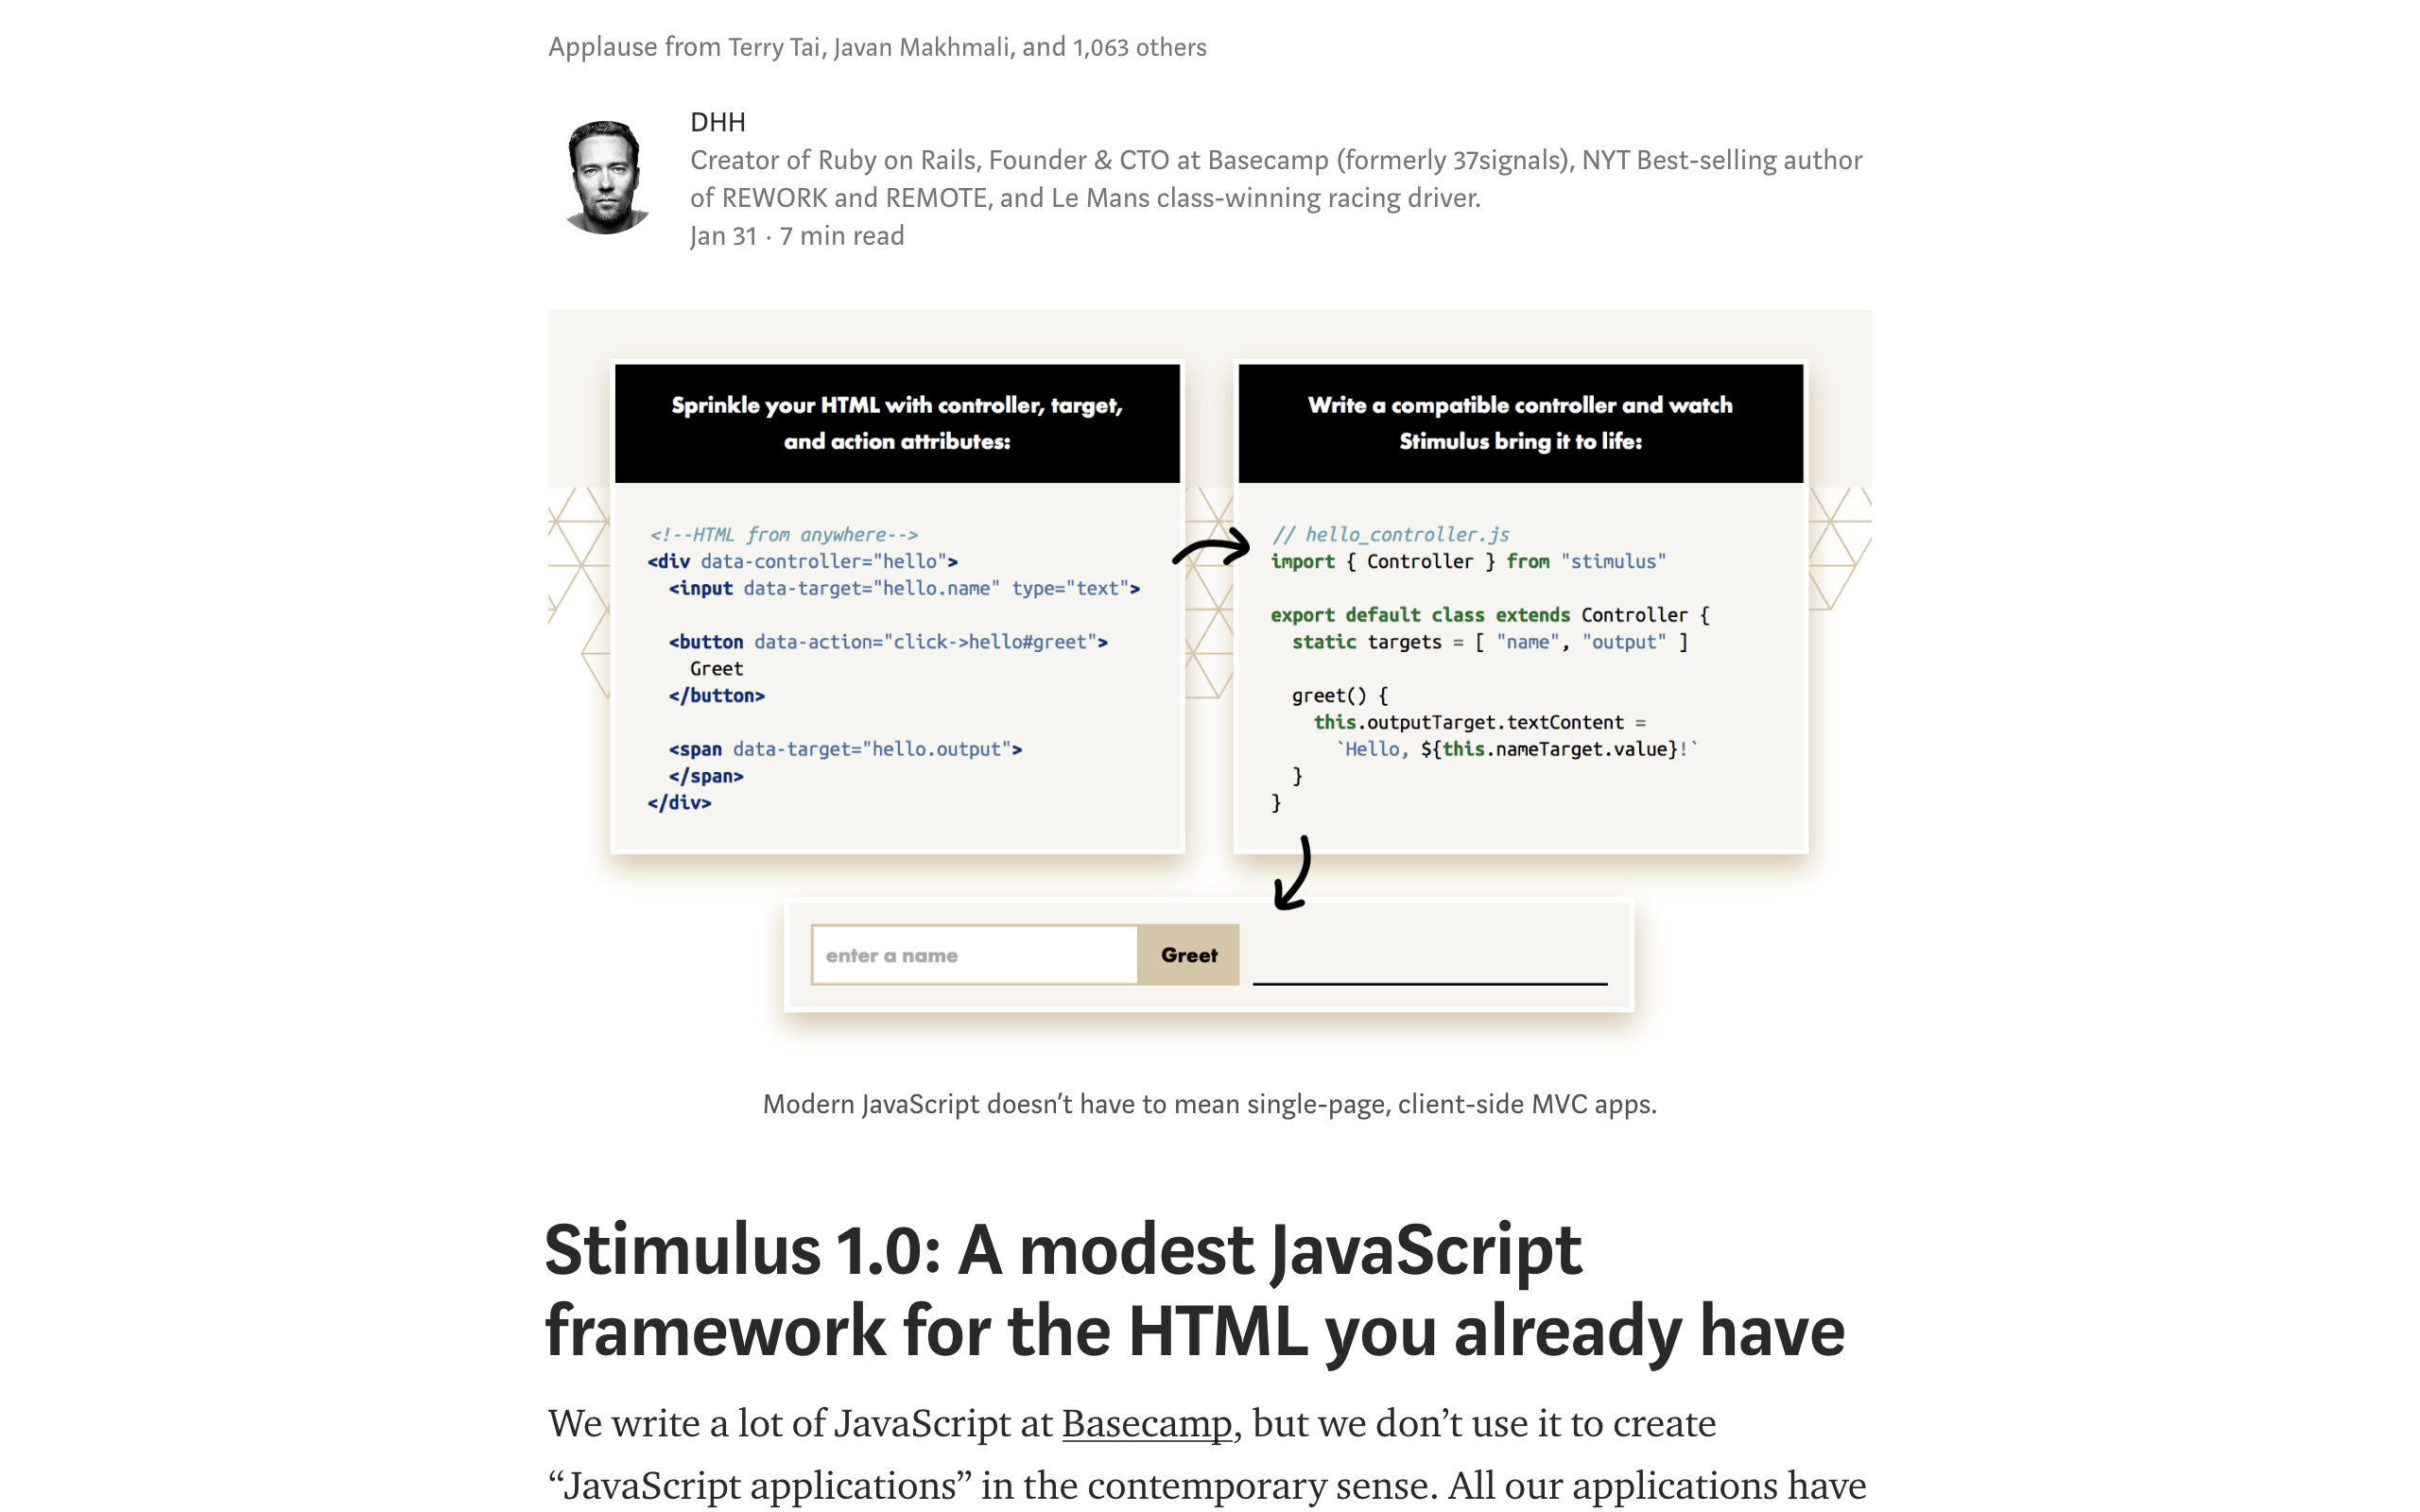 Applause from Terry Tai, Javan Makhmali, and 1,063 others
DHH
Creator of Ruby on Rails, Founder & CTO at Basecamp (formerly 37signals), NYT Best-selling author
of REWORK and REMOTE, and Le Mans class-winning racing driver.
Jan 31 · 7 min read
Sprinkle your HTML with controller, target,
and action attributes:
<!--HTML from anywhere-->
<div data-controller="hello">
  <input data-target="hello.name" type="text">

  <button data-action="click->hello#greet">
    Greet
  </button>

  <span data-target="hello.output">
  </span>
</div>
Write a compatible controller and watch
Stimulus bring it to life:
// hello_controller.js
import { Controller } from "stimulus"

export default class extends Controller {
  static targets = [ "name", "output" ]

  greet() {
    this.outputTarget.textContent =
      `Hello, ${this.nameTarget.value}!`
  }
}
enter a name
Greet
Modern JavaScript doesn’t have to mean single-page, client-side MVC apps.
Stimulus 1.0: A modest JavaScript
framework for the HTML you already have
We write a lot of JavaScript at Basecamp, but we don’t use it to create
“JavaScript applications” in the contemporary sense. All our applications have